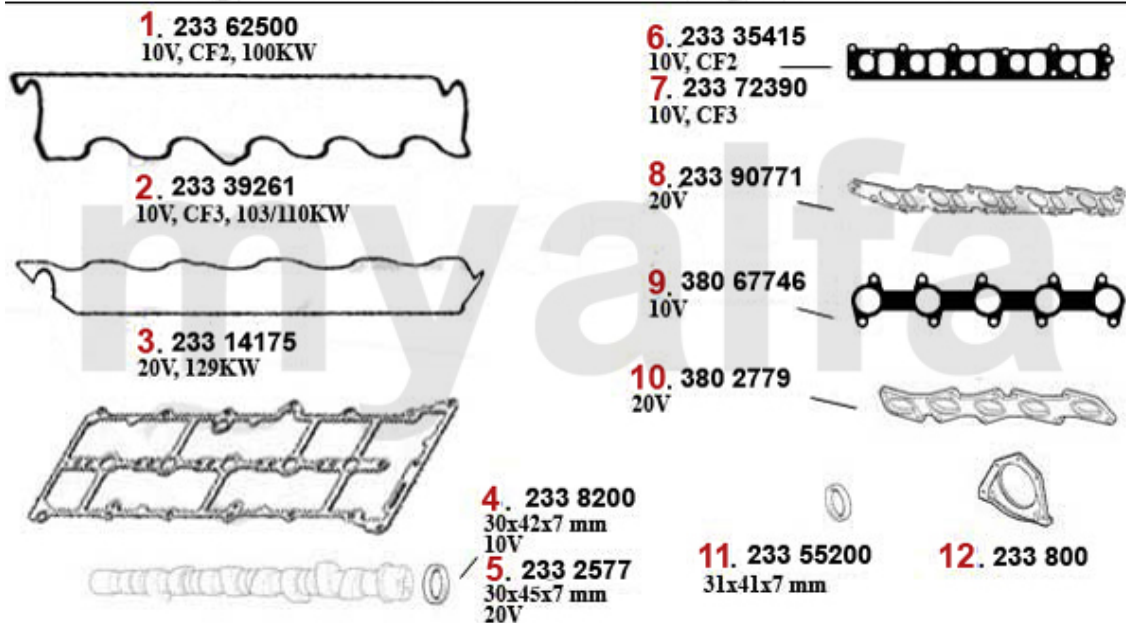 1. 233 62500
10V, CF2, 100KW
2. 233 39261
10V, CF3, 103/110KW
3. 233 14175
20V, 129KW
4. 233 8200
30x42x7 mm
10V
5. 233 2577
30x45x7 mm
20V
6. 233 35415
10V, CF2
7. 233 72390
10V, CF3
8. 233 90771
20V
9. 380 67746
10V
10. 380 2779
20V
11. 233 55200
31x41x7 mm
12. 233 800
myalfa